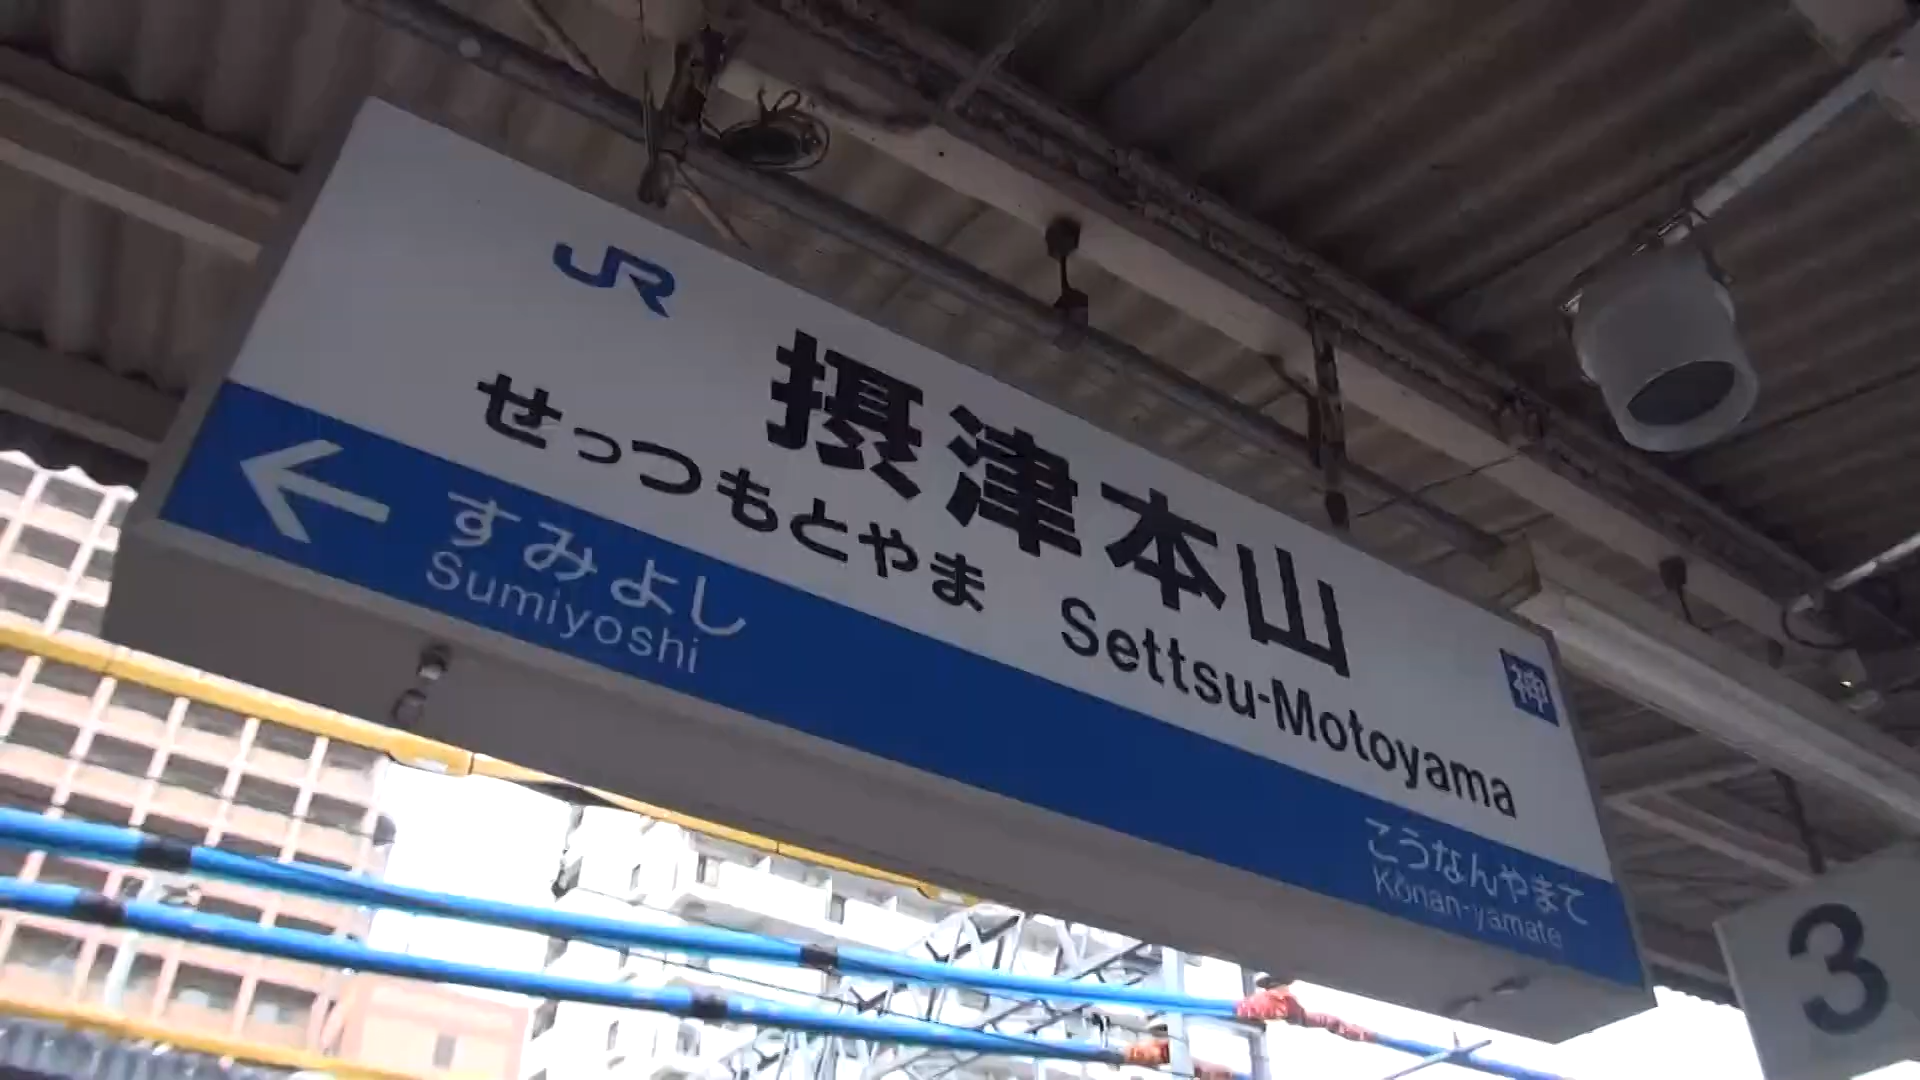 JR
摂津本山
せっつもとやま Settsu-Motoyama
神
← すみよし
Sumiyoshi
こうなんやまて
Kōnan-yamate
3